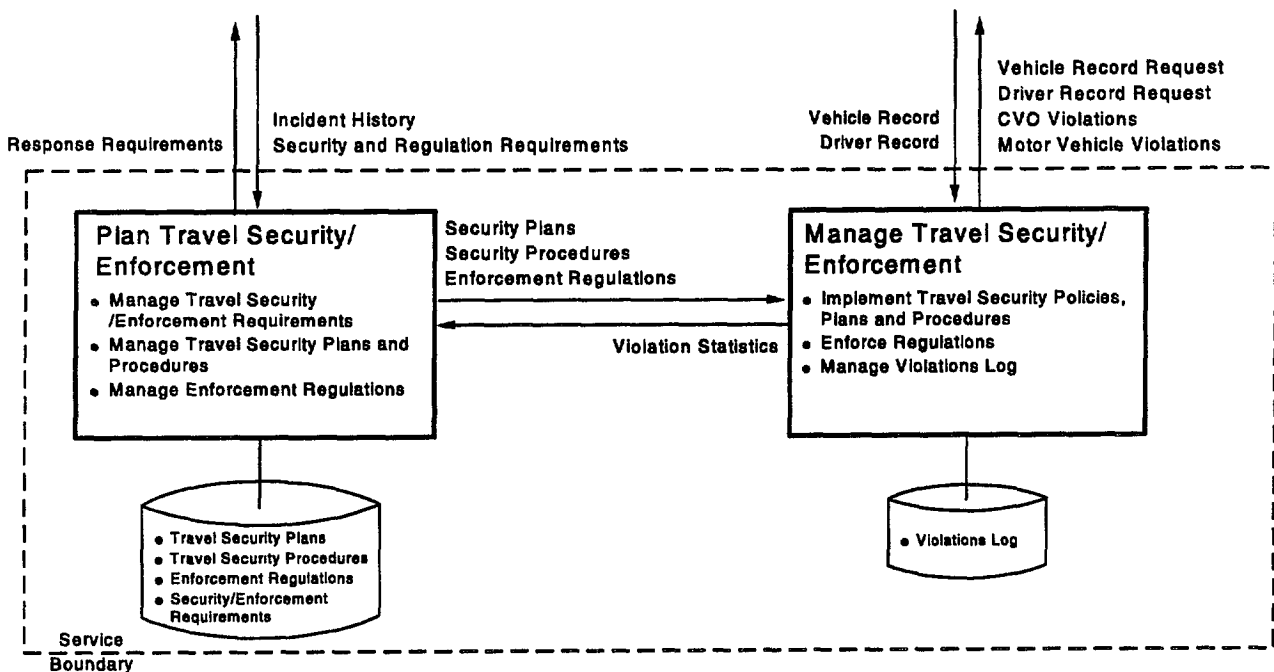 Response Requirements
Incident History
Security and Regulation Requirements
Vehicle Record
Driver Record
Vehicle Record Request
Driver Record Request
CVO Violations
Motor Vehicle Violations
Plan Travel Security/
Enforcement
• Manage Travel Security
/Enforcement Requirements
• Manage Travel Security Plans and
Procedures
• Manage Enforcement Regulations
Security Plans
Security Procedures
Enforcement Regulations
Violation Statistics
Manage Travel Security/
Enforcement
• Implement Travel Security Policies,
Plans and Procedures
• Enforce Regulations
• Manage Violations Log
• Travel Security Plans
• Travel Security Procedures
• Enforcement Regulations
• Security/Enforcement
Requirements
• Violations Log
Service
Boundary